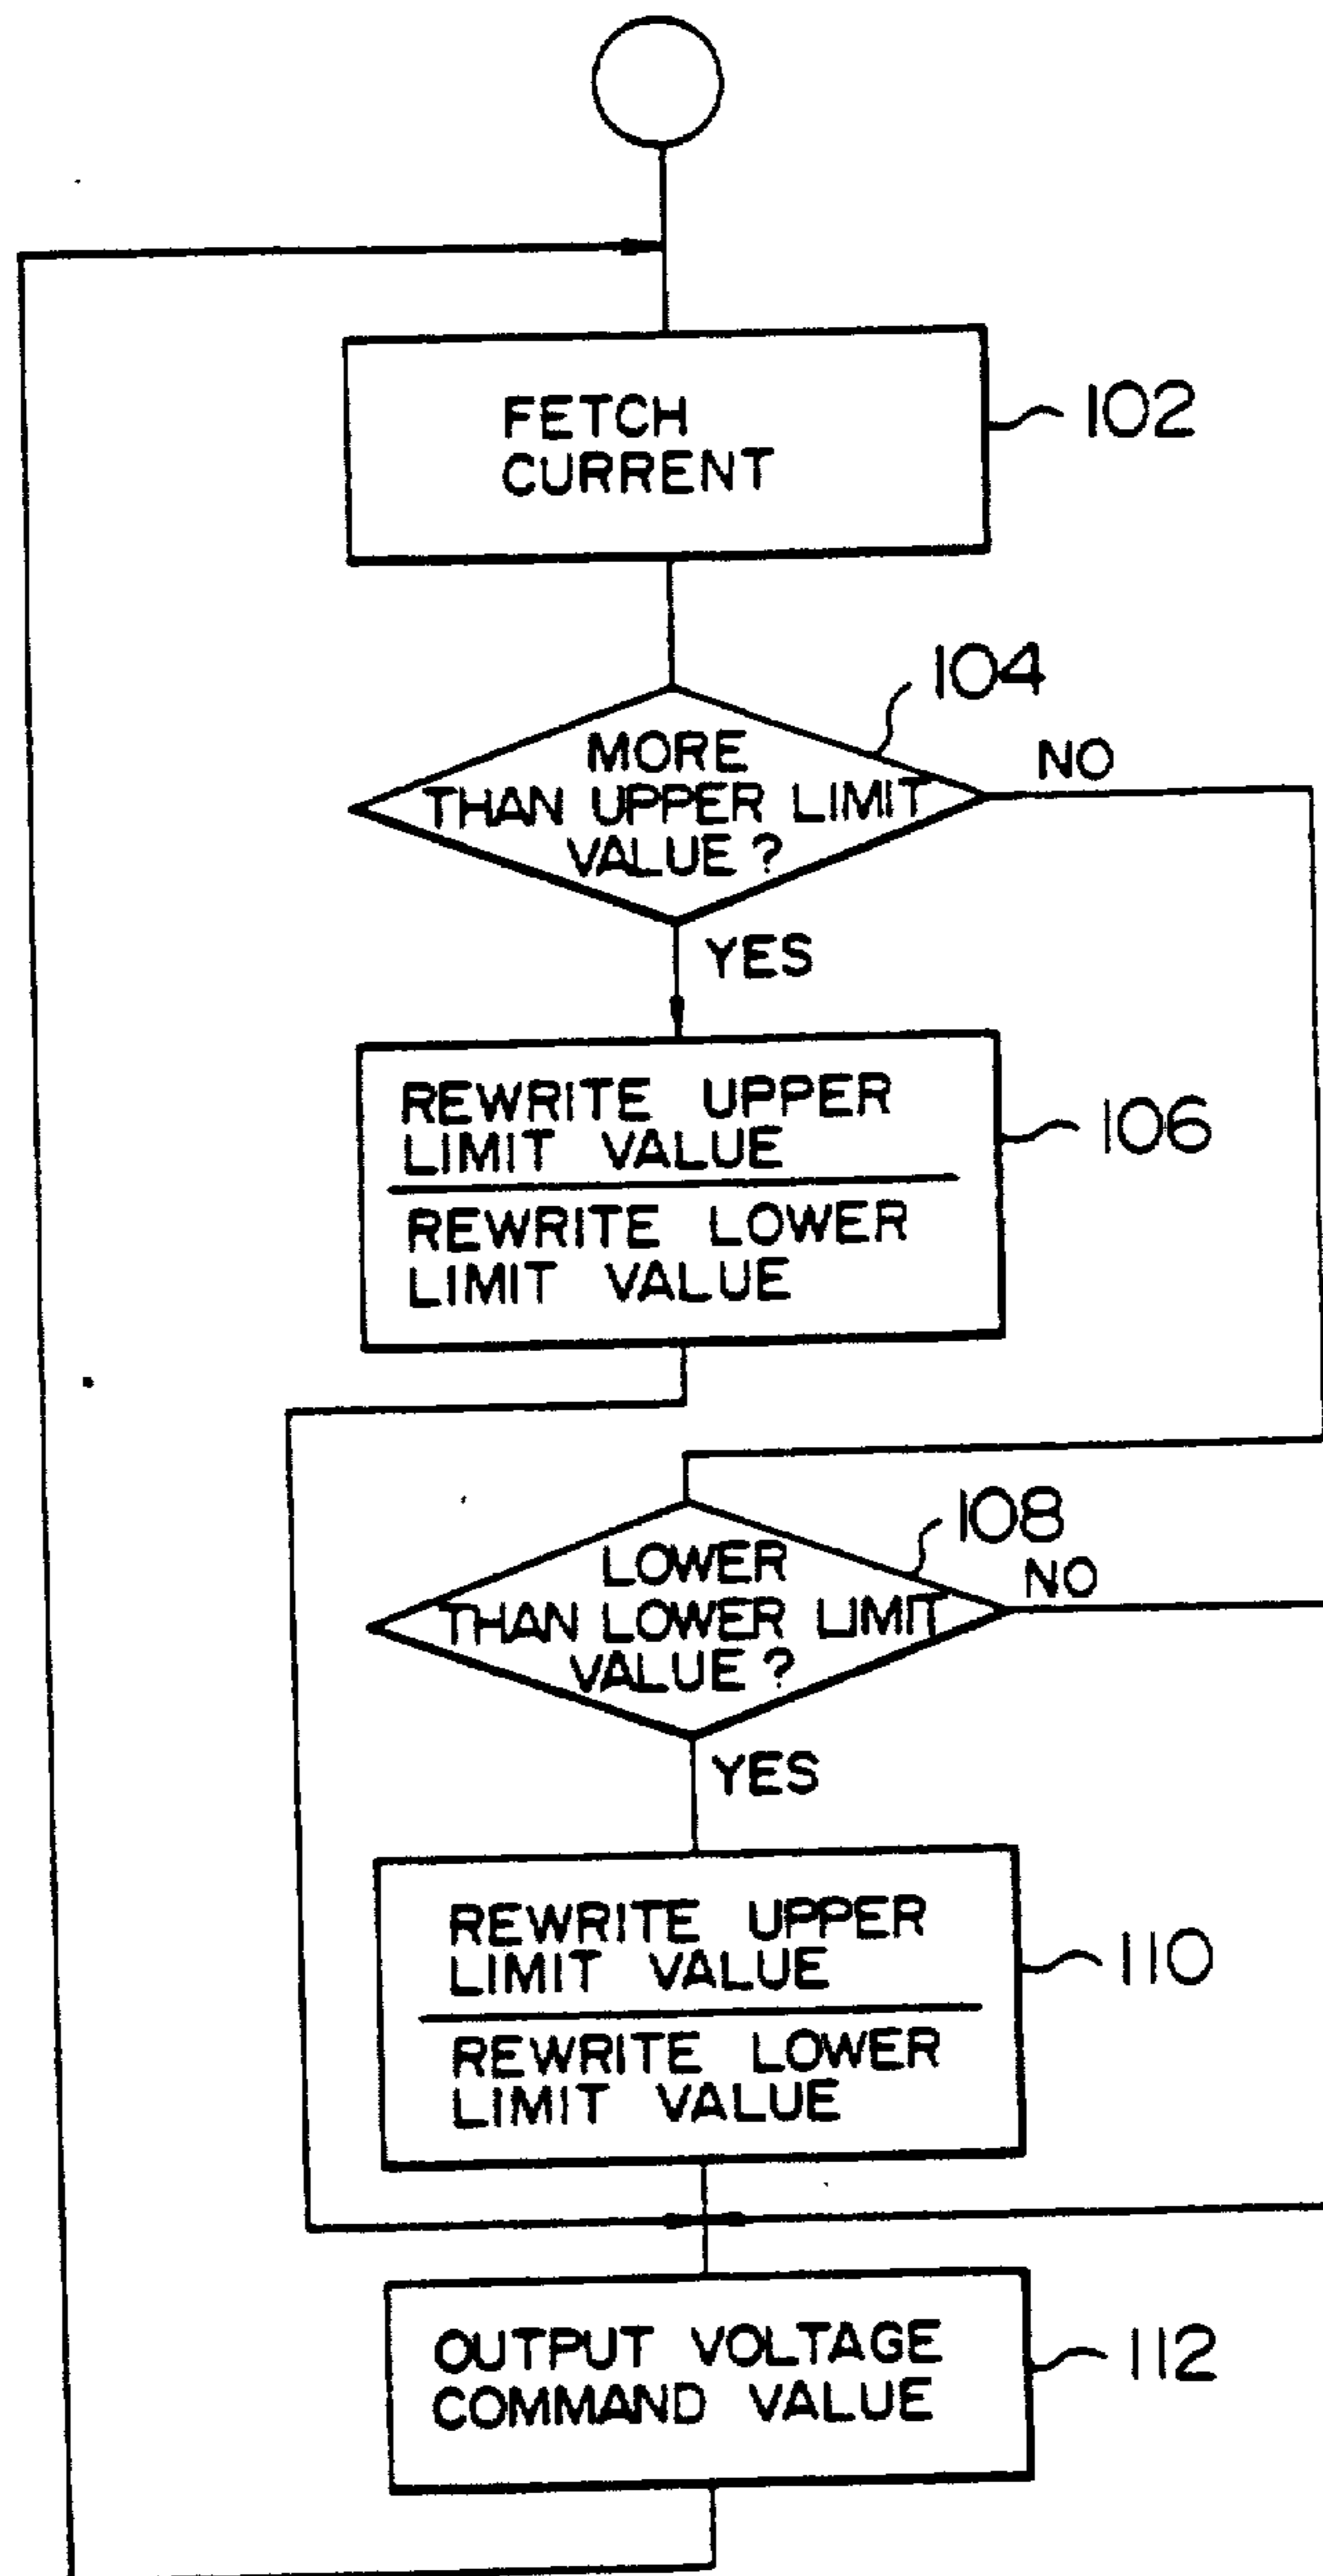 FETCH
CURRENT
102
104
MORE
THAN UPPER LIMIT
VALUE?
NO
YES
REWRITE UPPER
LIMIT VALUE
REWRITE LOWER
LIMIT VALUE
106
108
LOWER
THAN LOWER LIMIT
VALUE?
NO
YES
REWRITE UPPER
LIMIT VALUE
REWRITE LOWER
LIMIT VALUE
110
OUTPUT VOLTAGE
COMMAND VALUE
112